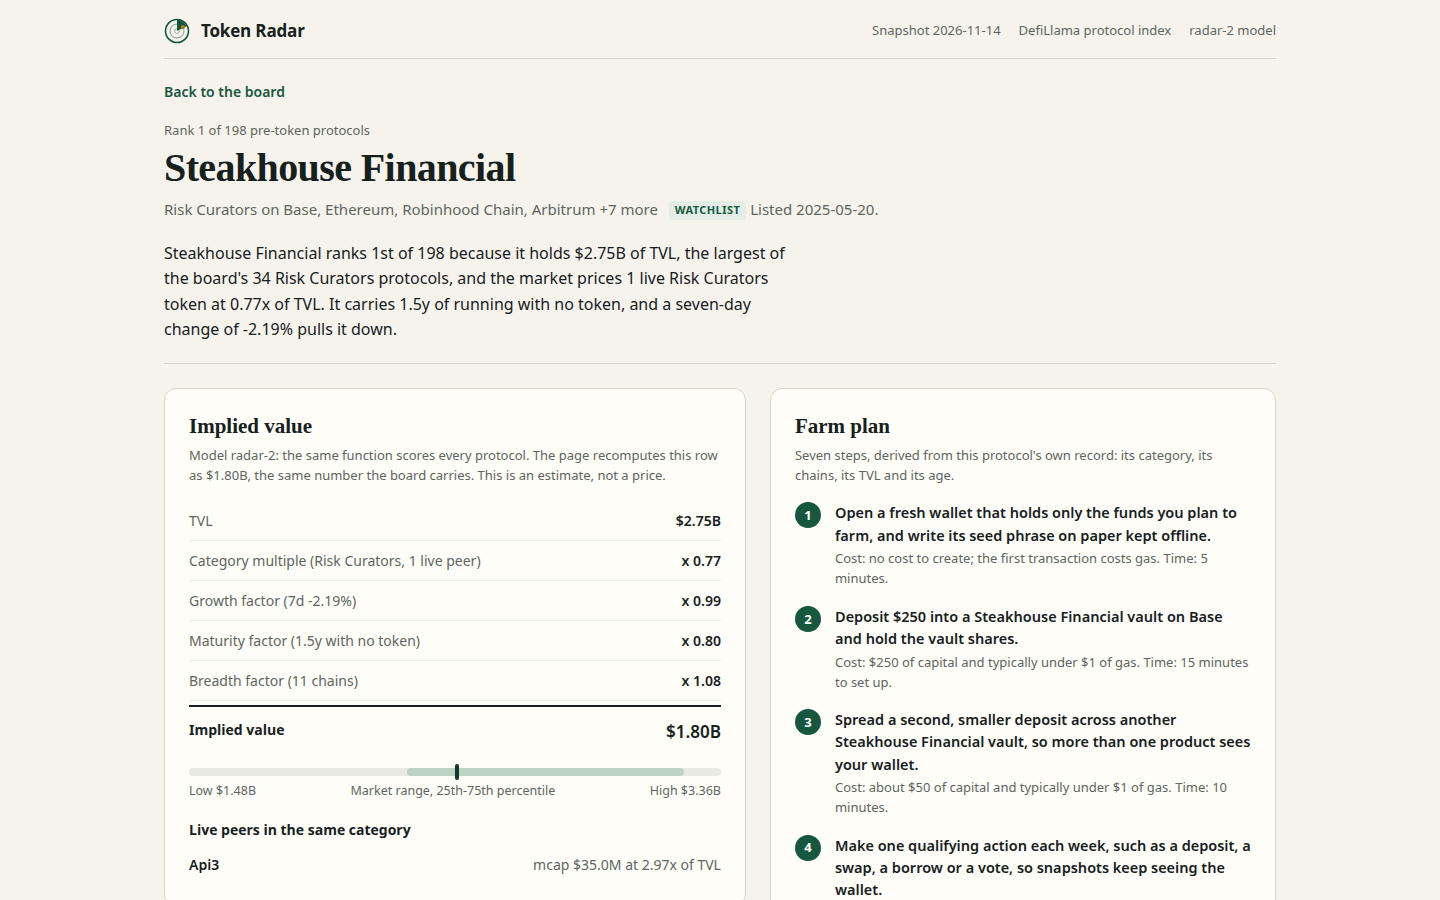 Token Radar
Snapshot 2026-11-14 DefiLlama protocol index radar-2 model
Back to the board
Rank 1 of 198 pre-token protocols
Steakhouse Financial
Risk Curators on Base, Ethereum, Robinhood Chain, Arbitrum +7 more WATCHLIST Listed 2025-05-20.
Steakhouse Financial ranks 1st of 198 because it holds $2.75B of TVL, the largest of
the board's 34 Risk Curators protocols, and the market prices 1 live Risk Curators
token at 0.77x of TVL. It carries 1.5y of running with no token, and a seven-day
change of -2.19% pulls it down.
Implied value
Model radar-2: the same function scores every protocol. The page recomputes this row
as $1.80B, the same number the board carries. This is an estimate, not a price.
TVL $2.75B
Category multiple (Risk Curators, 1 live peer) x 0.77
Growth factor (7d -2.19%) x 0.99
Maturity factor (1.5y with no token) x 0.80
Breadth factor (11 chains) x 1.08
Implied value $1.80B
Low $1.48B Market range, 25th-75th percentile High $3.36B
Live peers in the same category
Api3 mcap $35.0M at 2.97x of TVL
Farm plan
Seven steps, derived from this protocol's own record: its category, its
chains, its TVL and its age.
1 Open a fresh wallet that holds only the funds you plan to
farm, and write its seed phrase on paper kept offline.
Cost: no cost to create; the first transaction costs gas. Time: 5
minutes.
2 Deposit $250 into a Steakhouse Financial vault on Base
and hold the vault shares.
Cost: $250 of capital and typically under $1 of gas. Time: 15 minutes
to set up.
3 Spread a second, smaller deposit across another
Steakhouse Financial vault, so more than one product sees
your wallet.
Cost: about $50 of capital and typically under $1 of gas. Time: 10
minutes.
4 Make one qualifying action each week, such as a deposit, a
swap, a borrow or a vote, so snapshots keep seeing the
wallet.